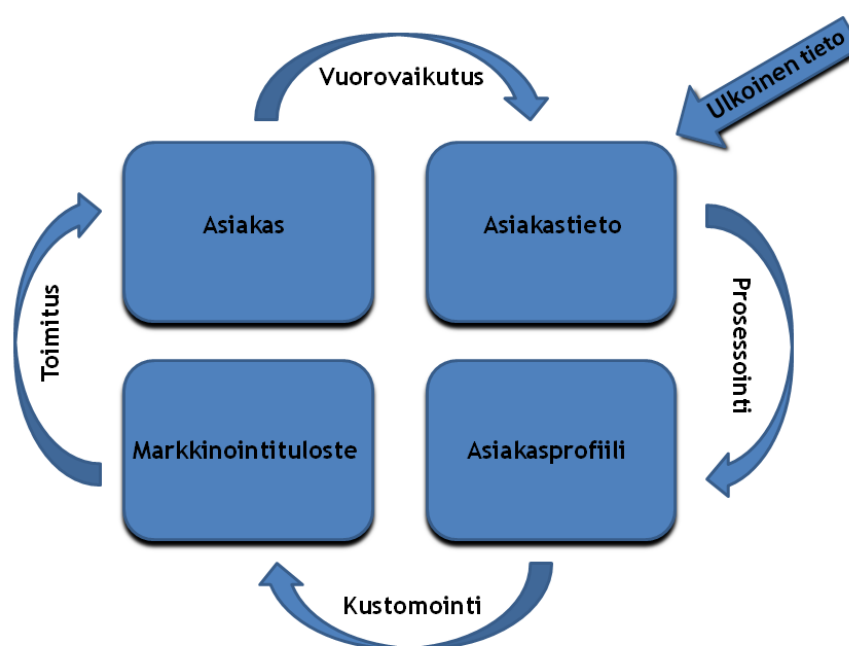 Vuorovaikutus
Ulkoinen tieto
Asiakas
Asiakastieto
Toimitus
Prosessointi
Markkinointituloste
Asiakasprofiili
Kustomointi